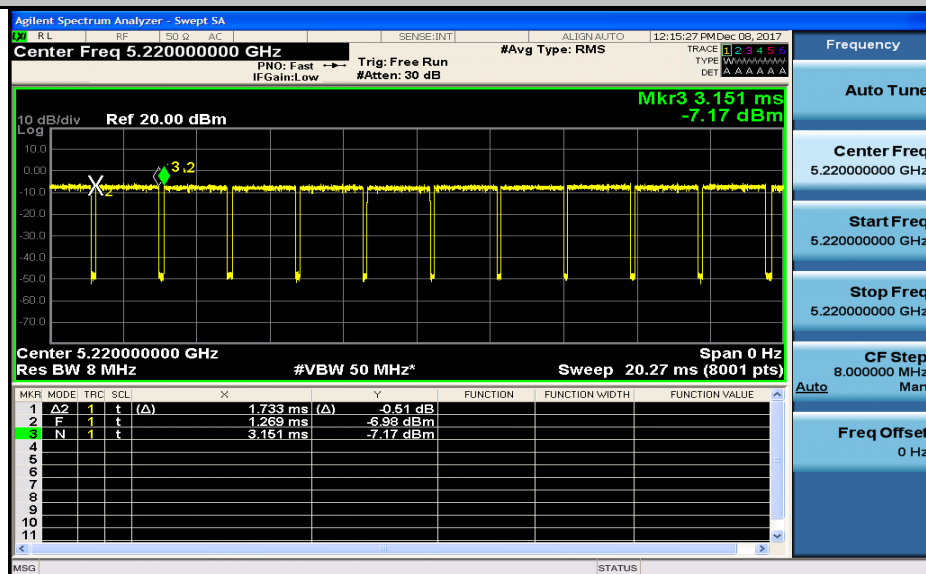 Agilent Spectrum Analyzer - Swept SA
LXI RL RF 50 Ω AC SENSE:INT ALIGN AUTO 12:15:27 PM Dec 08, 2017
Center Freq 5.220000000 GHz
PNO: Fast
IFGain:Low
Trig: Free Run
#Atten: 30 dB
#Avg Type: RMS
TRACE 1 2 3 4 5 6
TYPE WWWWWW
DET A A A A A A
Mkr3 3.151 ms
-7.17 dBm
10 dB/div Ref 20.00 dBm
Log
10.0
0.00
-10.0
-20.0
-30.0
-40.0
-50.0
-60.0
-70.0
X2
3
2
Center 5.220000000 GHz Span 0 Hz
Res BW 8 MHz #VBW 50 MHz* Sweep 20.27 ms (8001 pts)
MKR MODE TRC SCL X Y FUNCTION FUNCTION WIDTH FUNCTION VALUE
1 Δ2 1 t (Δ) 1.733 ms (Δ) -0.51 dB
2 F 1 t 1.269 ms -6.98 dBm
3 N 1 t 3.151 ms -7.17 dBm
4
5
6
7
8
9
10
11
MSG STATUS
Frequency
Auto Tune
Center Freq
5.220000000 GHz
Start Freq
5.220000000 GHz
Stop Freq
5.220000000 GHz
CF Step
8.000000 MHz
Auto Man
Freq Offset
0 Hz